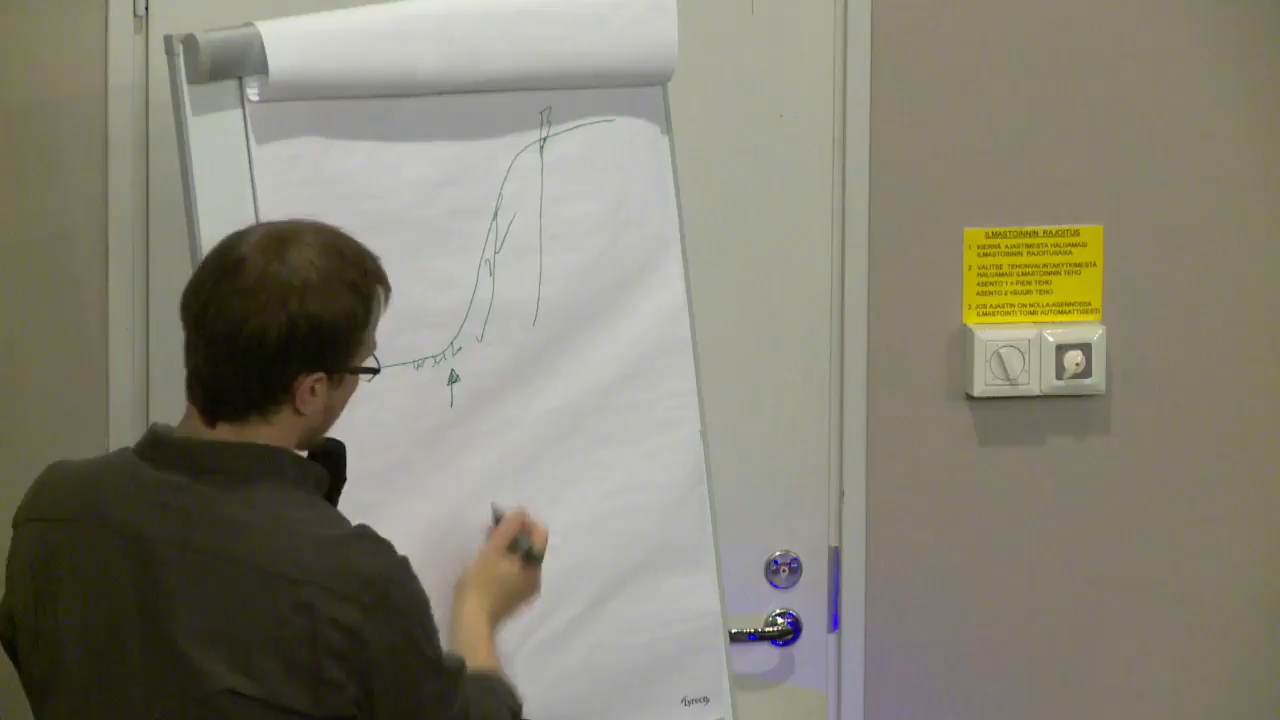 ILMASTOINNIN RAJOITUS
1. KIERRÄ AJASTIMESTA HALUAMASI
ILMASTOINNIN RAJOITUSAIKA
2. VALITSE TEHONVALINTAKYTKIMESTÄ
HALUAMASI ILMASTOINNIN TEHO
ASENTO 1 = PIENI TEHO
ASENTO 2 = SUURI TEHO
3. JOS AJASTIN ON NOLLA-ASENNOSSA
ILMASTOINTI TOIMII AUTOMAATTISESTI